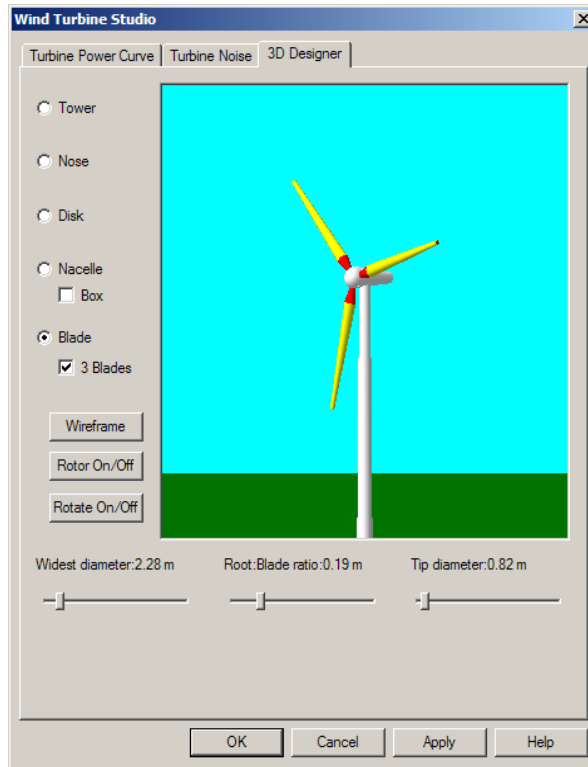 Wind Turbine Studio
Turbine Power Curve Turbine Noise 3D Designer
Tower
Nose
Disk
Nacelle
Box
Blade
3 Blades
Wireframe
Rotor On/Off
Rotate On/Off
Widest diameter:2.28 m Root:Blade ratio:0.19 m Tip diameter:0.82 m
OK Cancel Apply Help